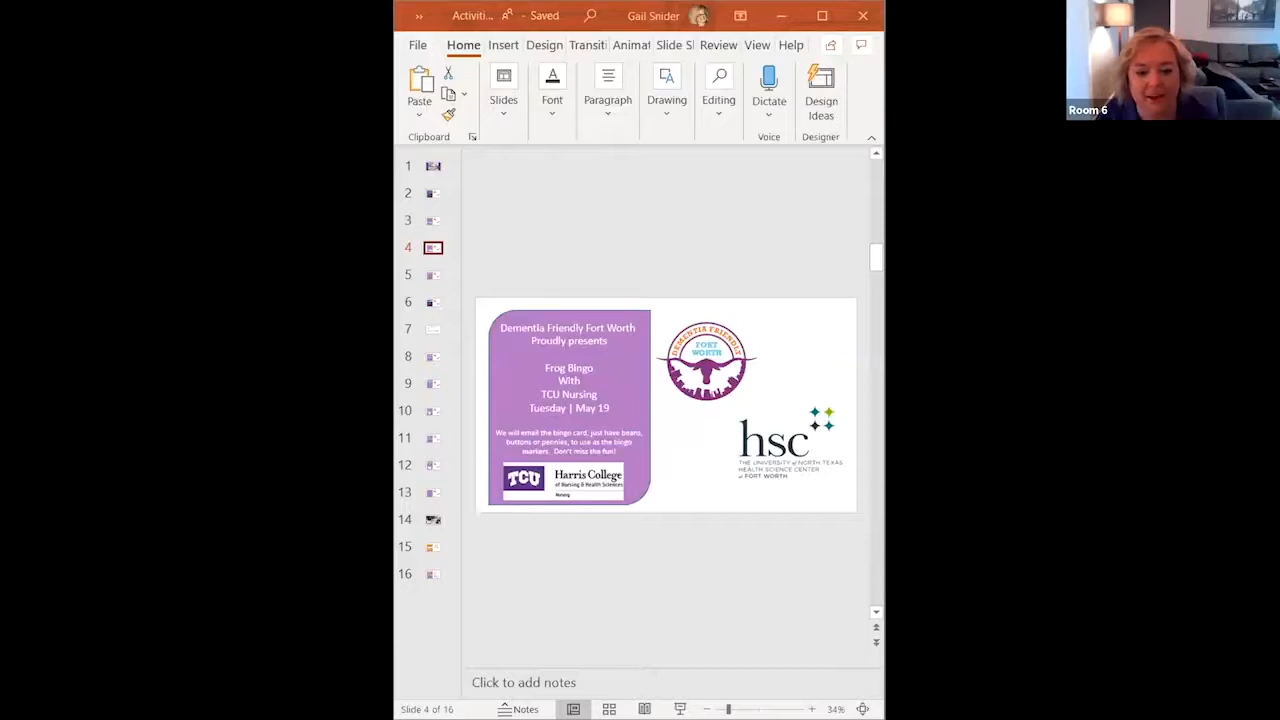 Activiti... - Saved
Gail Snider
File Home Insert Design Transiti Animat Slide S Review View Help
Paste
Slides
Font
Paragraph
Drawing
Editing
Dictate
Design
Ideas
Clipboard
Voice
Designer
Room 6
1
2
3
4
5
6
7
8
9
10
11
12
13
14
15
16
Dementia Friendly Fort Worth
Proudly presents
Frog Bingo
With
TCU Nursing
Tuesday | May 19
We will email the bingo card, just have beans,
buttons or pennies, to use as the bingo
markers. Don't miss the fun!
TCU
Harris College
of Nursing & Health Sciences
Nursing
DEMENTIA FRIENDLY
FORT
WORTH
hsc
THE UNIVERSITY of NORTH TEXAS
HEALTH SCIENCE CENTER
at FORT WORTH
Click to add notes
Slide 4 of 16
Notes
34%